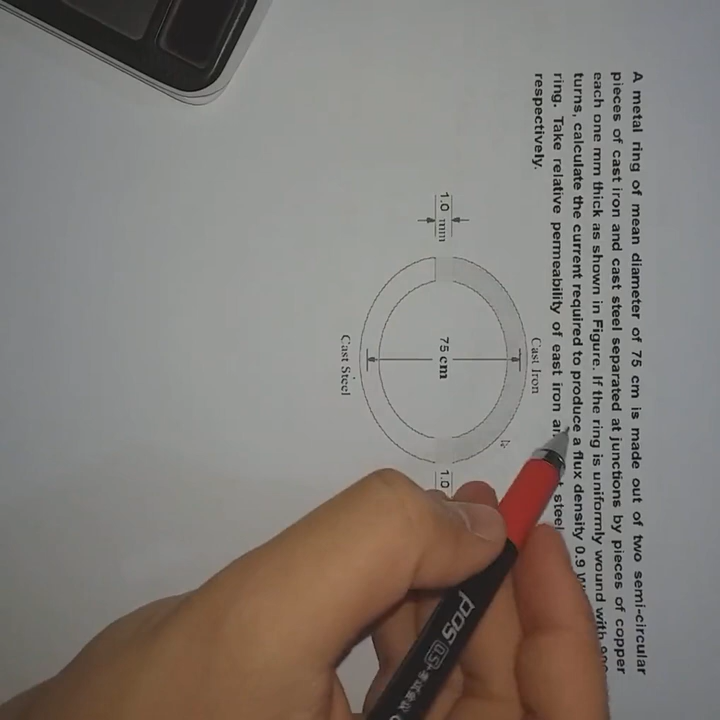 A metal ring of mean diameter of 75 cm is made out of two semi-circular
pieces of cast iron and cast steel separated at junctions by pieces of copper
each one mm thick as shown in Figure. If the ring is uniformly wound with
turns, calculate the current required to produce a flux density 0.9
ring. Take relative permeability of east iron steel
respectively.
Cast Iron
1.0 mm
75 cm
1.0
Cast Steel
POS